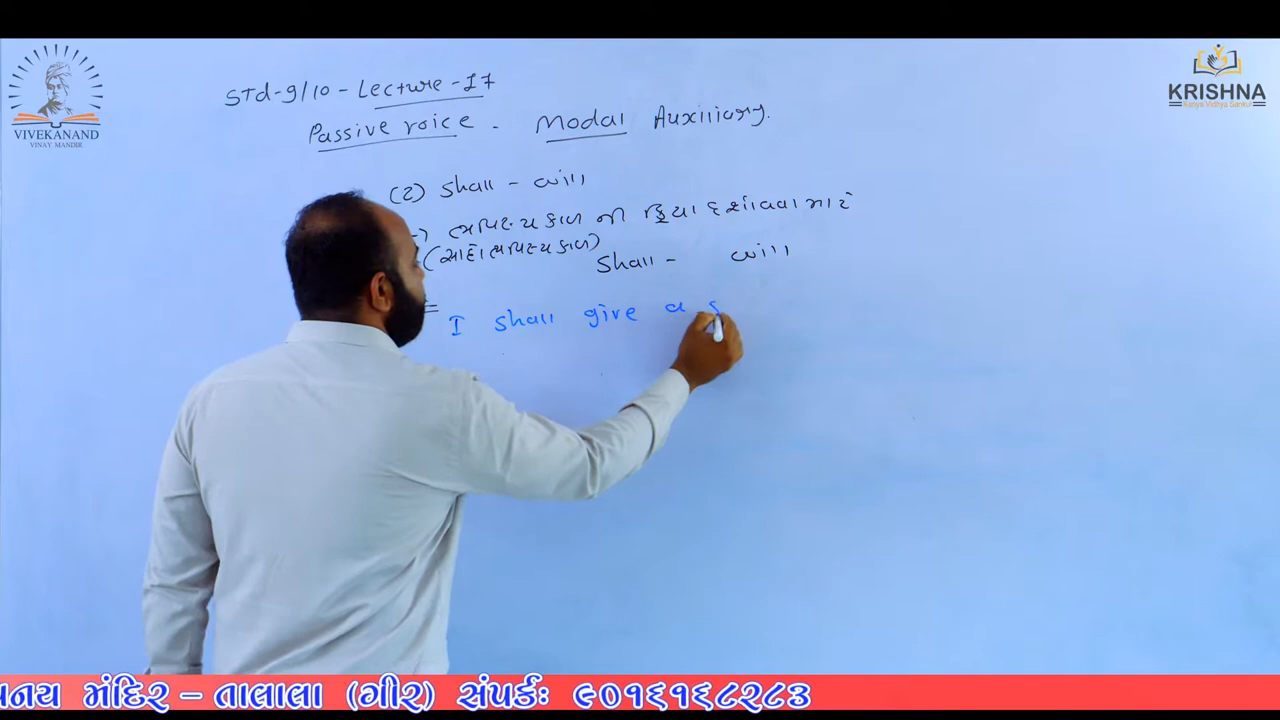 VIVEKANAND
VINAY MANDIR
KRISHNA
Std-9/10 - Lecture-17
Passive voice - Modal Auxiliary.
(2) Shall - will
ભવિષ્યકાળ ની ક્રિયા દર્શાવવા માટે
(સાદો ભવિષ્યકાળ)
Shall - will
I shall give a
મંદિર – તાલાલા (ગીર) સંપર્કઃ ૯૦૧૬૧૬૮૨૮૩